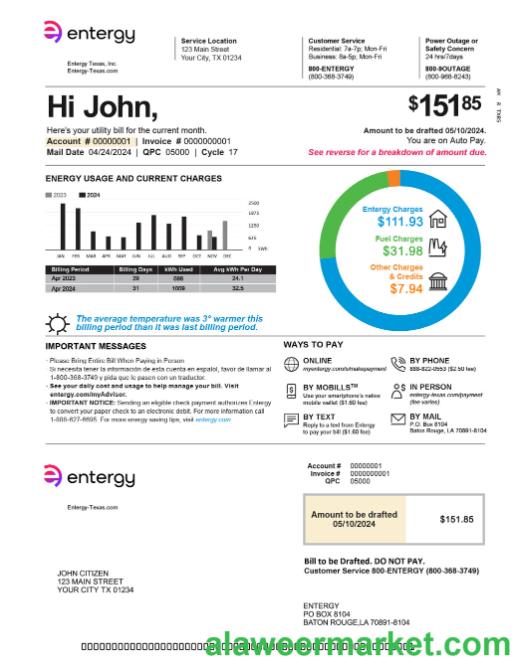 entergy
Entergy Texas, Inc.
Entergy-Texas.com
Service Location
123 Main Street
Your City, TX 01234
Customer Service
Residential: 7a-7p; Mon-Fri
Business: 8a-5p; Mon-Fri
800-ENTERGY
(800-368-3749)
Power Outage or
Safety Concern
24 hrs/7days
800-9OUTAGE
(800-968-8243)
Hi John,
Here's your utility bill for the current month.
Account # 00000001 | Invoice # 0000000001
Mail Date 04/24/2024 | QPC 05000 | Cycle 17
$151.85
Amount to be drafted 05/10/2024.
You are on Auto Pay.
See reverse for a breakdown of amount due.
ENERGY USAGE AND CURRENT CHARGES
2023 2024
2500
1875
1250
625
0 kWh
JAN FEB MAR APR MAY JUN JUL AUG SEP OCT NOV DEC
Billing Period Billing Days kWh Used Avg kWh Per Day
Apr 2023 29 698 24.1
Apr 2024 31 1009 32.5
The average temperature was 3° warmer this
billing period than it was last billing period.
Entergy Charges
$111.93
Fuel Charges
$31.98
Other Charges
& Credits
$7.94
IMPORTANT MESSAGES
- Please Bring Entire Bill When Paying in Person
Si necesita tener la información de esta cuenta en español, favor de llamar al
1-800-368-3749 y pida que le pasen con un traductor.
- See your daily cost and usage to help manage your bill. Visit
entergy.com/myAdvisor.
- IMPORTANT NOTICE: Sending an eligible check payment authorizes Entergy
to convert your paper check to an electronic debit. For more information call
1-888-827-6695. For more energy saving tips, visit entergy.com
WAYS TO PAY
ONLINE
myentergy.com/s/makepayment
BY PHONE
888-822-0553 ($2.50 fee)
BY MOBILLS™
Use your smartphone's native
mobile wallet ($1.60 fee)
IN PERSON
entergy-texas.com/payment
(fee varies)
BY TEXT
Reply to a text from Entergy
to pay your bill ($1.60 fee)
BY MAIL
P.O. Box 8104
Baton Rouge, LA 70891-8104
entergy
Entergy-Texas.com
Account # 00000001
Invoice # 0000000001
QPC 05000
Amount to be drafted
05/10/2024
$151.85
Bill to be Drafted. DO NOT PAY.
Customer Service 800-ENTERGY (800-368-3749)
JOHN CITIZEN
123 MAIN STREET
YOUR CITY TX 01234
ENTERGY
PO BOX 8104
BATON ROUGE,LA 70891-8104
alaweermarket.com